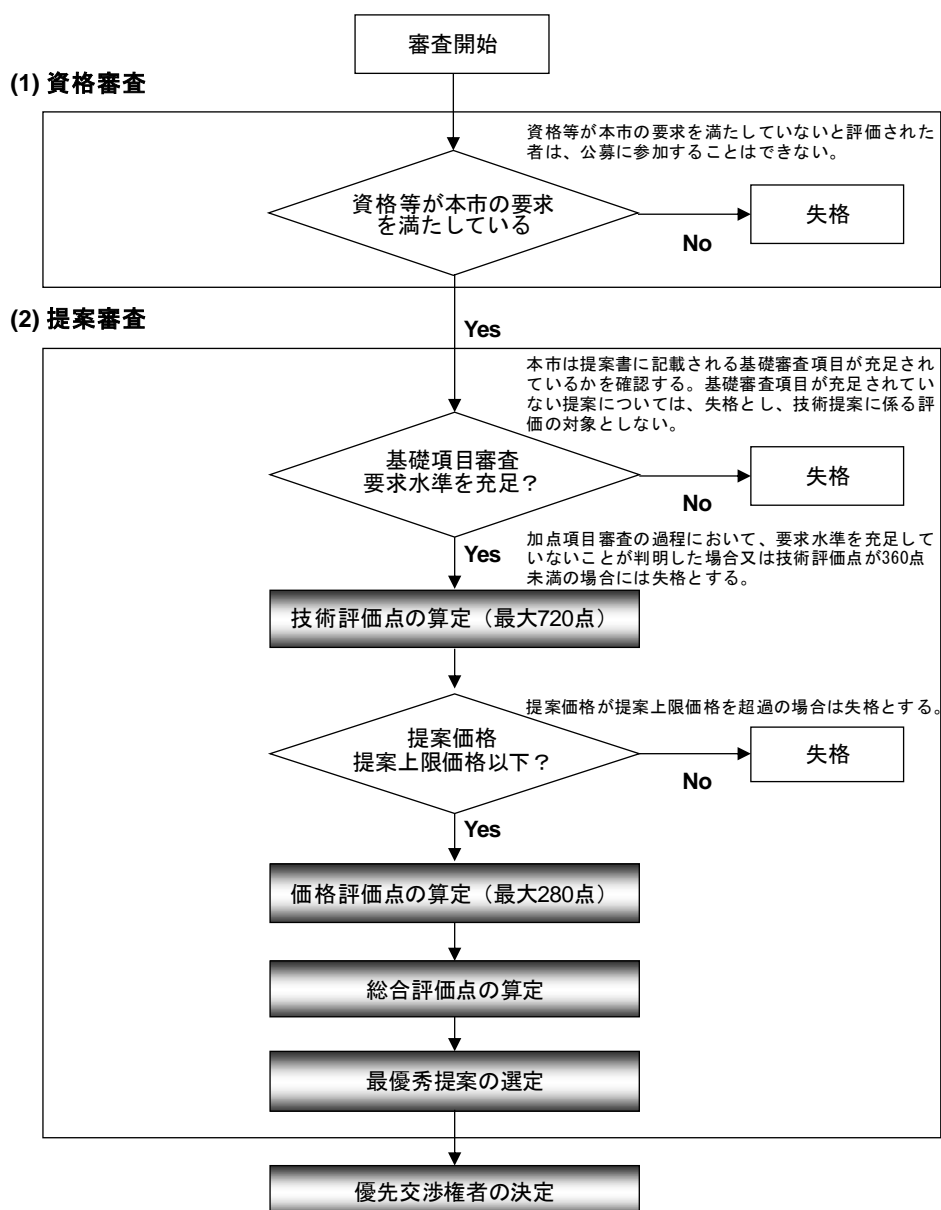 審査開始
(1) 資格審査
資格等が本市の要求を満たしていないと評価された
者は、公募に参加することはできない。
資格等が本市の要求
を満たしている
No
失格
Yes
(2) 提案審査
本市は提案書に記載される基礎審査項目が充足され
ているかを確認する。基礎審査項目が充足されてい
ない提案については、失格とし、技術提案に係る評
価の対象としない。
基礎項目審査
要求水準を充足？
No
失格
Yes
加点項目審査の過程において、要求水準を充足して
いないことが判明した場合又は技術評価点が360点
未満の場合には失格とする。
技術評価点の算定（最大720点）
提案価格が提案上限価格を超過の場合は失格とする。
提案価格
提案上限価格以下？
No
失格
Yes
価格評価点の算定（最大280点）
総合評価点の算定
最優秀提案の選定
優先交渉権者の決定